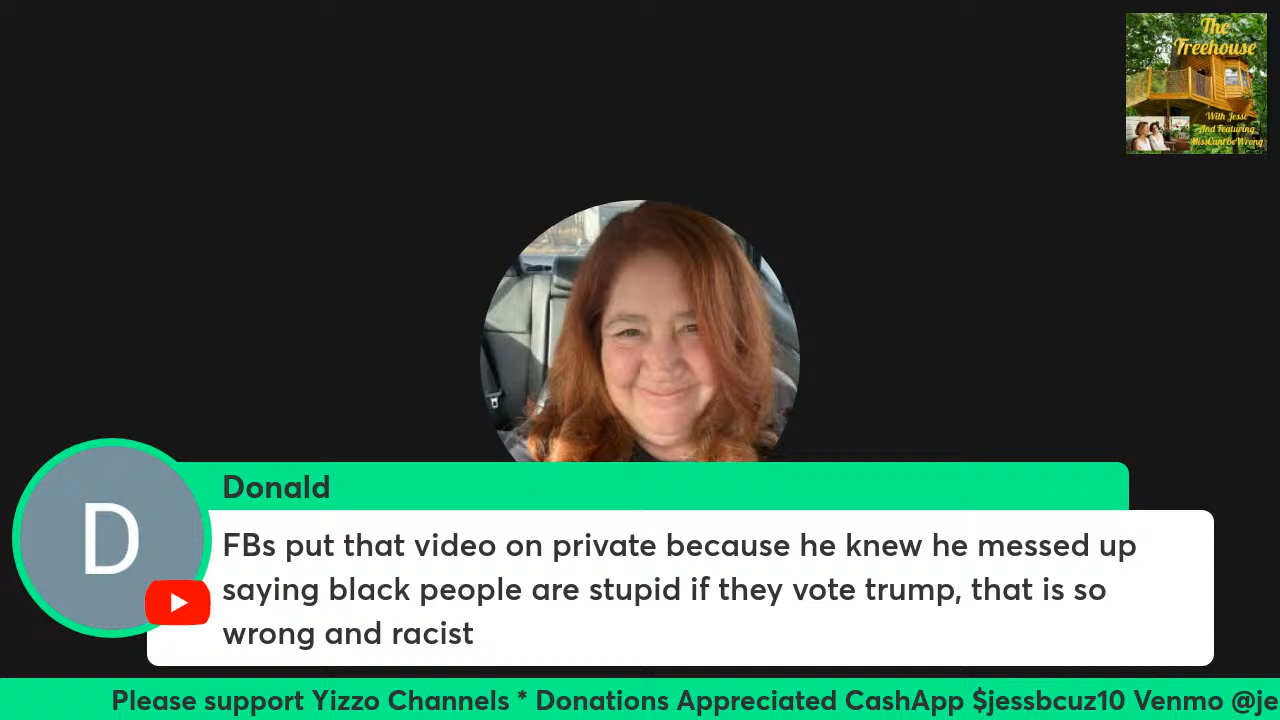 The
Treehouse
With Jesse
And Featuring
MissCantBeWrong
Donald
D
FBs put that video on private because he knew he messed up
saying black people are stupid if they vote trump, that is so
wrong and racist
Please support Yizzo Channels * Donations Appreciated CashApp $jessbcuz10 Venmo @je